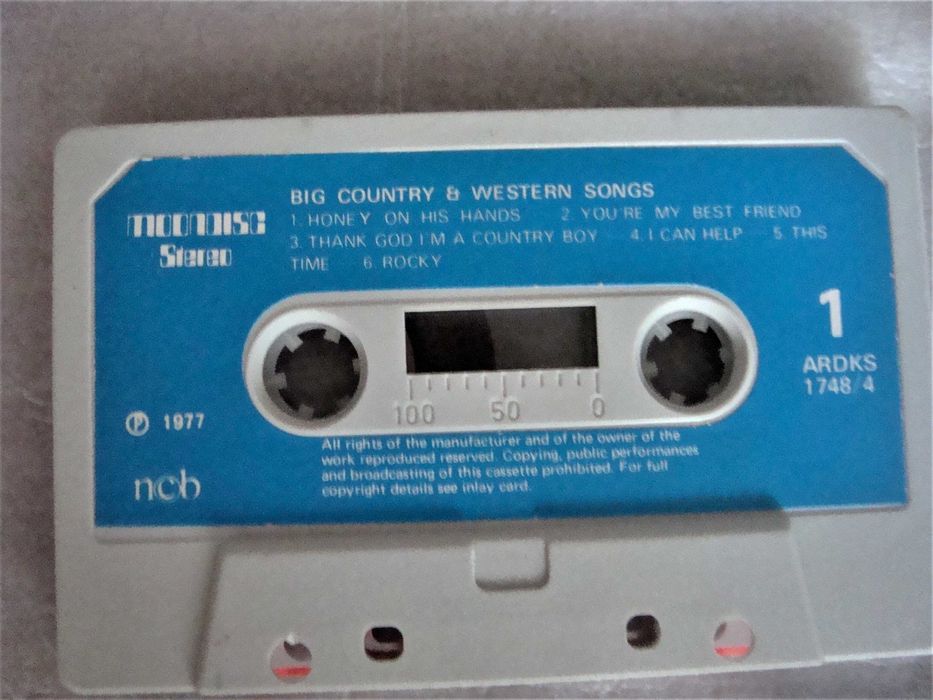 BIG COUNTRY & WESTERN SONGS
1. HONEY ON HIS HANDS 2. YOU'RE MY BEST FRIEND
3. THANK GOD I'M A COUNTRY BOY 4. I CAN HELP 5. THIS
TIME 6. ROCKY
MOONDISC
Stereo
1
ARDKS
1748/4
100 50 0
℗ 1977
ncb
All rights of the manufacturer and of the owner of the
work reproduced reserved. Copying, public performances
and broadcasting of this cassette prohibited. For full
copyright details see inlay card.